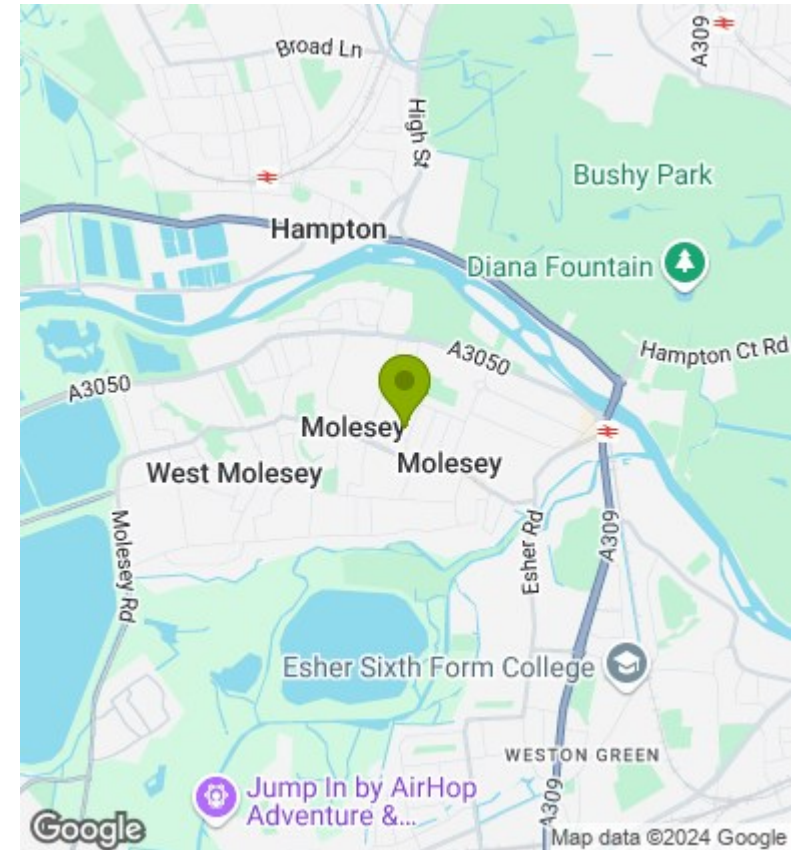 A309
Broad Ln
High St
Bushy Park
Hampton
Diana Fountain
Hampton Ct Rd
A3050
A3050
Molesey
Molesey
West Molesey
Molesey Rd
Esher Rd
A309
Esher Sixth Form College
WESTON GREEN
Jump In by AirHop
Adventure &...
A309
Google
Map data ©2024 Google